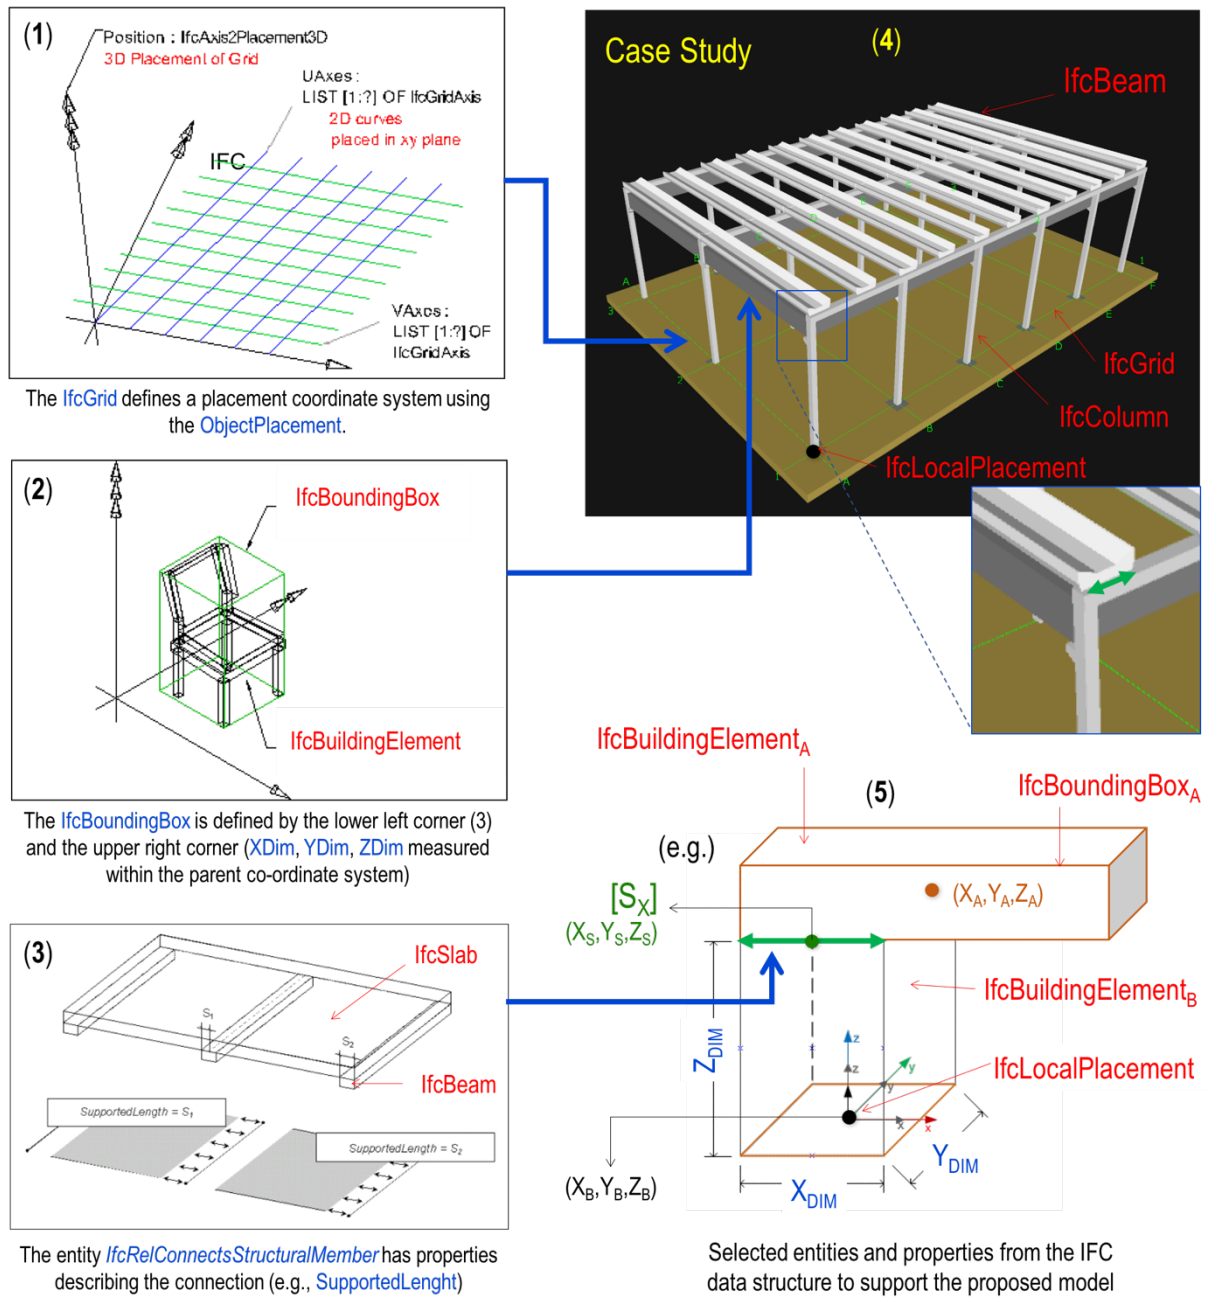 (1)
Position : IfcAxis2Placement3D
3D Placement of Grid
UAxes :
LIST [1:?] OF IfcGridAxis
2D curves
placed in xy plane
IFC
VAxes :
LIST [1:?] OF
IfcGridAxis
The IfcGrid defines a placement coordinate system using
the ObjectPlacement.
(2)
IfcBoundingBox
IfcBuildingElement
The IfcBoundingBox is defined by the lower left corner (3)
and the upper right corner (XDim, YDim, ZDim measured
within the parent co-ordinate system)
(3)
IfcSlab
S1
S2
IfcBeam
SupportedLength = S1
SupportedLength = S2
The entity IfcRelConnectsStructuralMember has properties
describing the connection (e.g., SupportedLenght)
Case Study
(4)
IfcBeam
A
3
2
1
F
E
D
C
B
A
1
IfcGrid
IfcColumn
IfcLocalPlacement
IfcBuildingElementA
(5)
IfcBoundingBoxA
(e.g.)
[SX]
(XS,YS,ZS)
(XA,YA,ZA)
IfcBuildingElementB
ZDIM
z
z
y
y
x
x
IfcLocalPlacement
YDIM
XDIM
(XB,YB,ZB)
Selected entities and properties from the IFC
data structure to support the proposed model